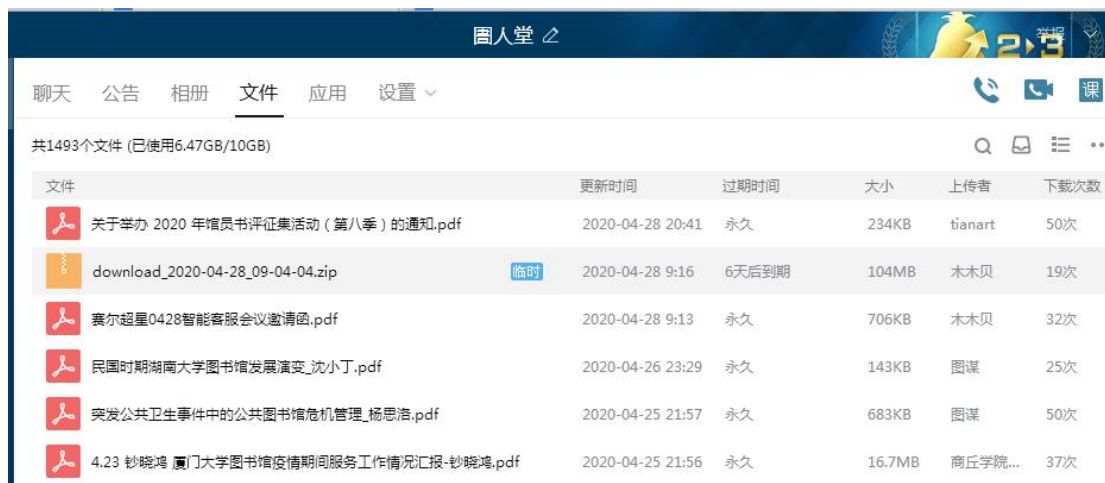 圕人堂
2 3 举报
聊天 公告 相册 文件 应用 设置 课
共1493个文件 (已使用6.47GB/10GB)
文件 更新时间 过期时间 大小 上传者 下载次数
关于举办 2020 年馆员书评征集活动（第八季）的通知.pdf 2020-04-28 20:41 永久 234KB tianart 50次
download_2020-04-28_09-04-04.zip 临时 2020-04-28 9:16 6天后到期 104MB 木木贝 19次
赛尔超星0428智能客服会议邀请函.pdf 2020-04-28 9:13 永久 706KB 木木贝 32次
民国时期湖南大学图书馆发展演变_沈小丁.pdf 2020-04-26 23:29 永久 143KB 图谋 25次
突发公共卫生事件中的公共图书馆危机管理_杨思洛.pdf 2020-04-25 21:57 永久 683KB 图谋 50次
4.23 钞晓鸿 厦门大学图书馆疫情期间服务工作情况汇报-钞晓鸿.pdf 2020-04-25 21:56 永久 16.7MB 商丘学院... 37次